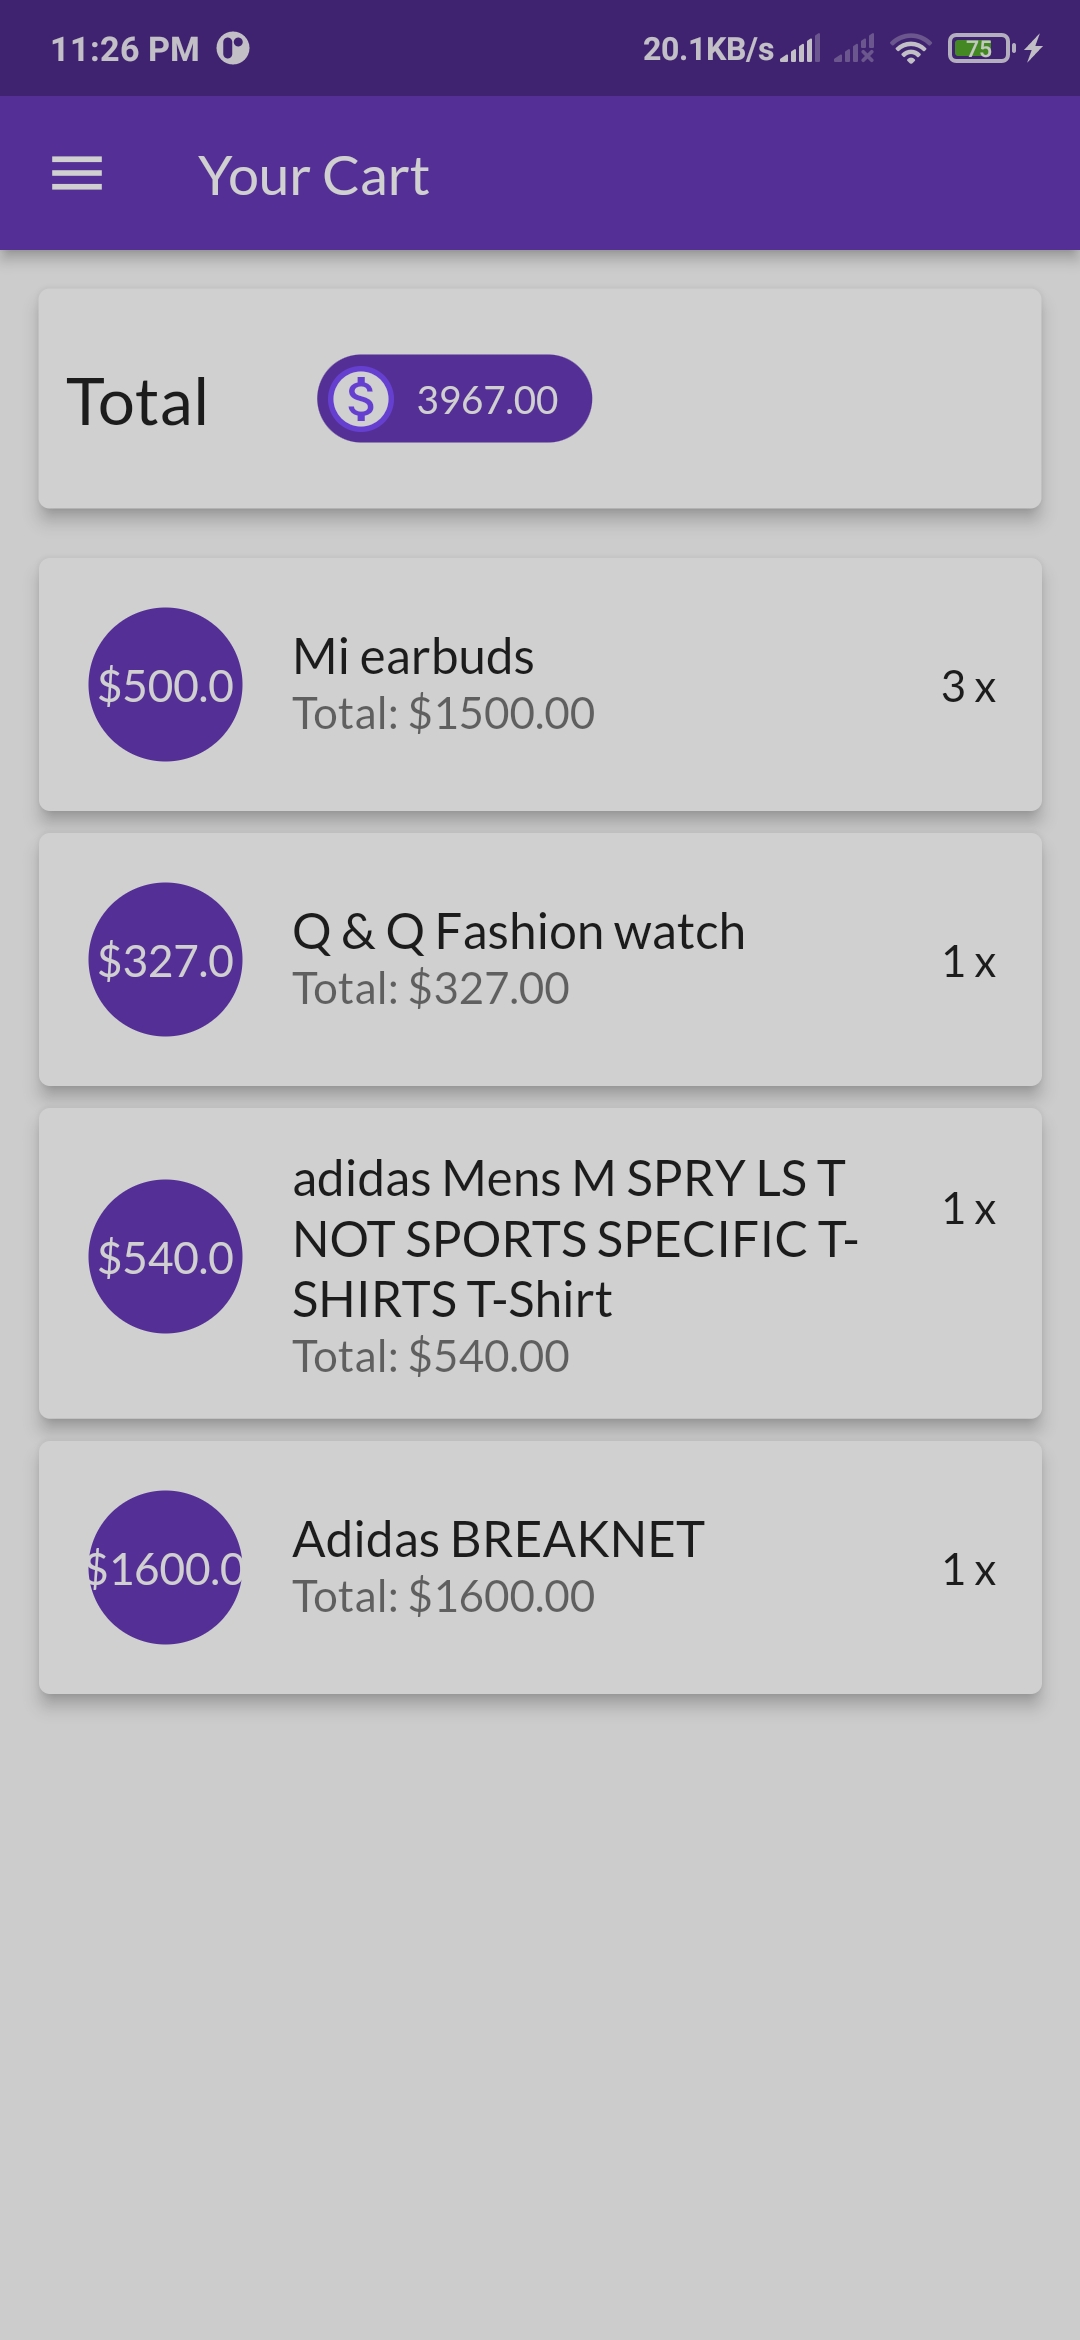 11:26 PM 20.1KB/s 75
Your Cart
Total $ 3967.00
$500.0
Mi earbuds
Total: $1500.00
3 x
$327.0
Q & Q Fashion watch
Total: $327.00
1 x
$540.0
adidas Mens M SPRY LS T
NOT SPORTS SPECIFIC T-
SHIRTS T-Shirt
Total: $540.00
1 x
$1600.0
Adidas BREAKNET
Total: $1600.00
1 x